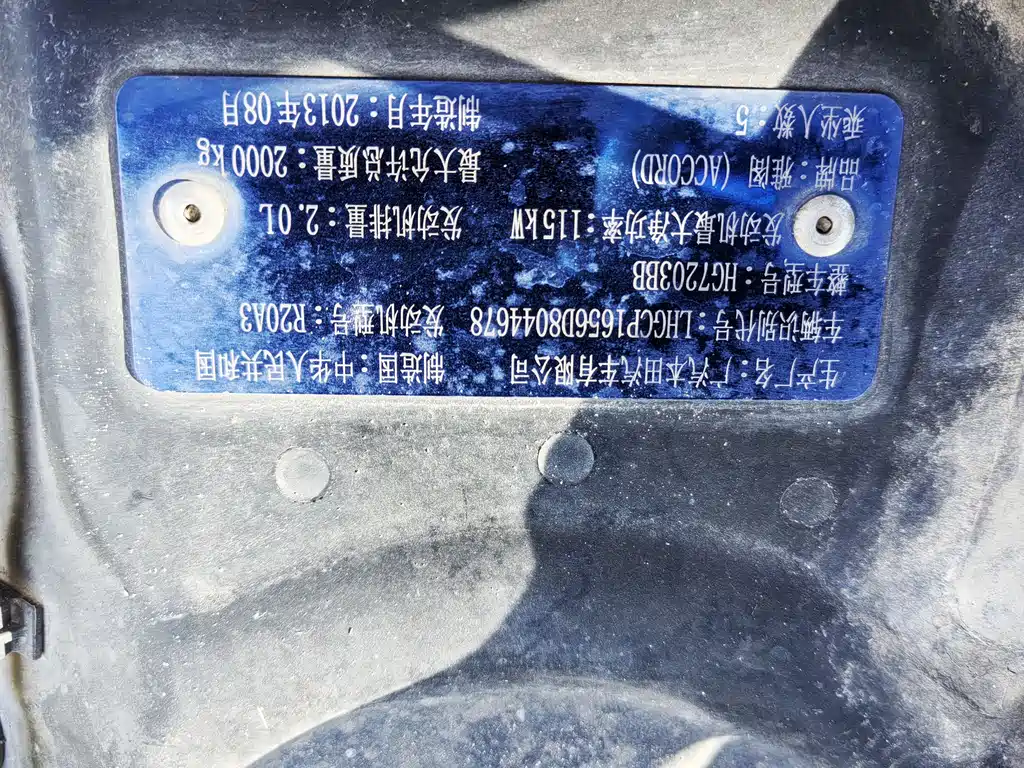 生产厂名：广汽本田汽车有限公司 制造国：中华人民共和国
车辆识别代号：LHGCP1656D8044678 发动机型号：R20A3
整车型号：HG7203BB
发动机最大净功率：115kW 发动机排量：2.0L
品牌：雅阁（ACCORD） 最大允许总质量：2000kg
乘坐人数：5 制造年月：2013年08月